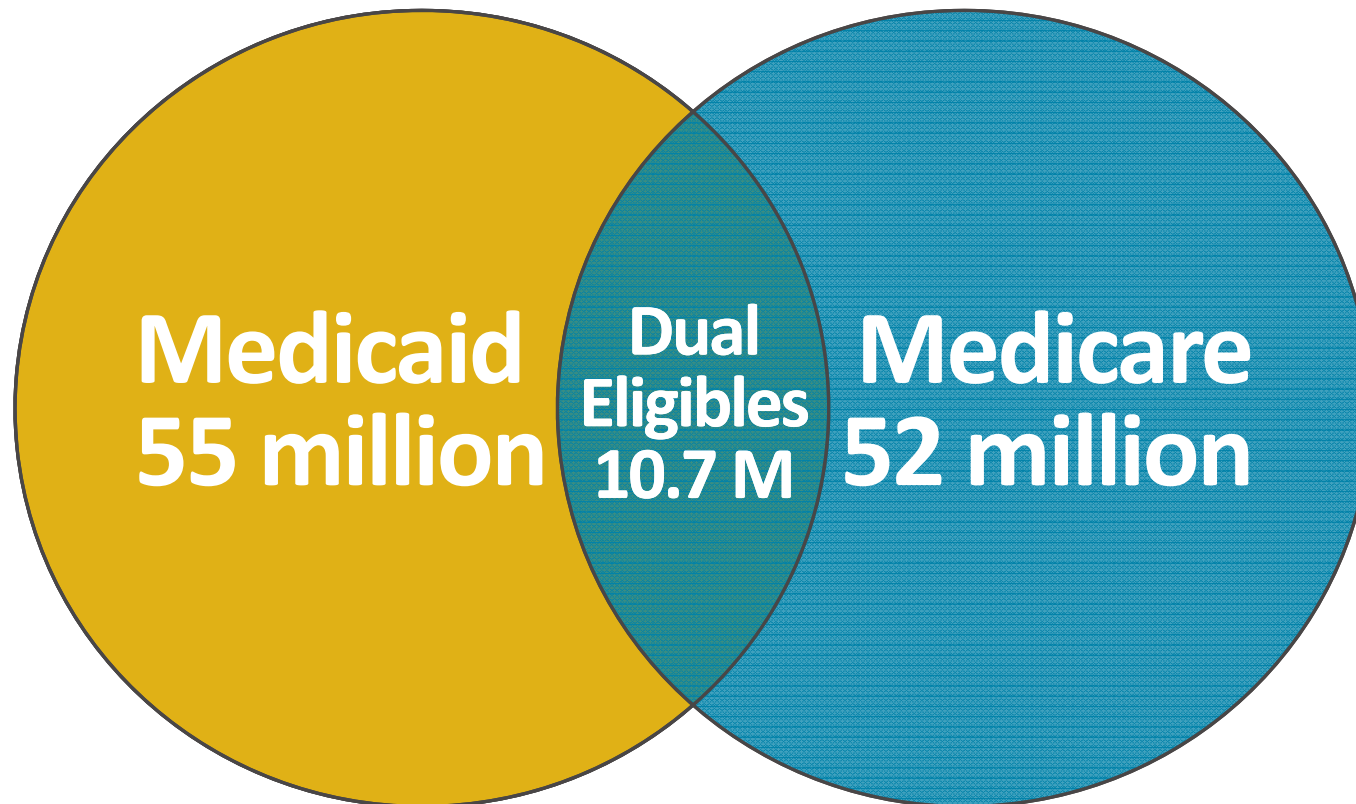 Medicaid
55 million
Dual
Eligibles
10.7 M
Medicare
52 million